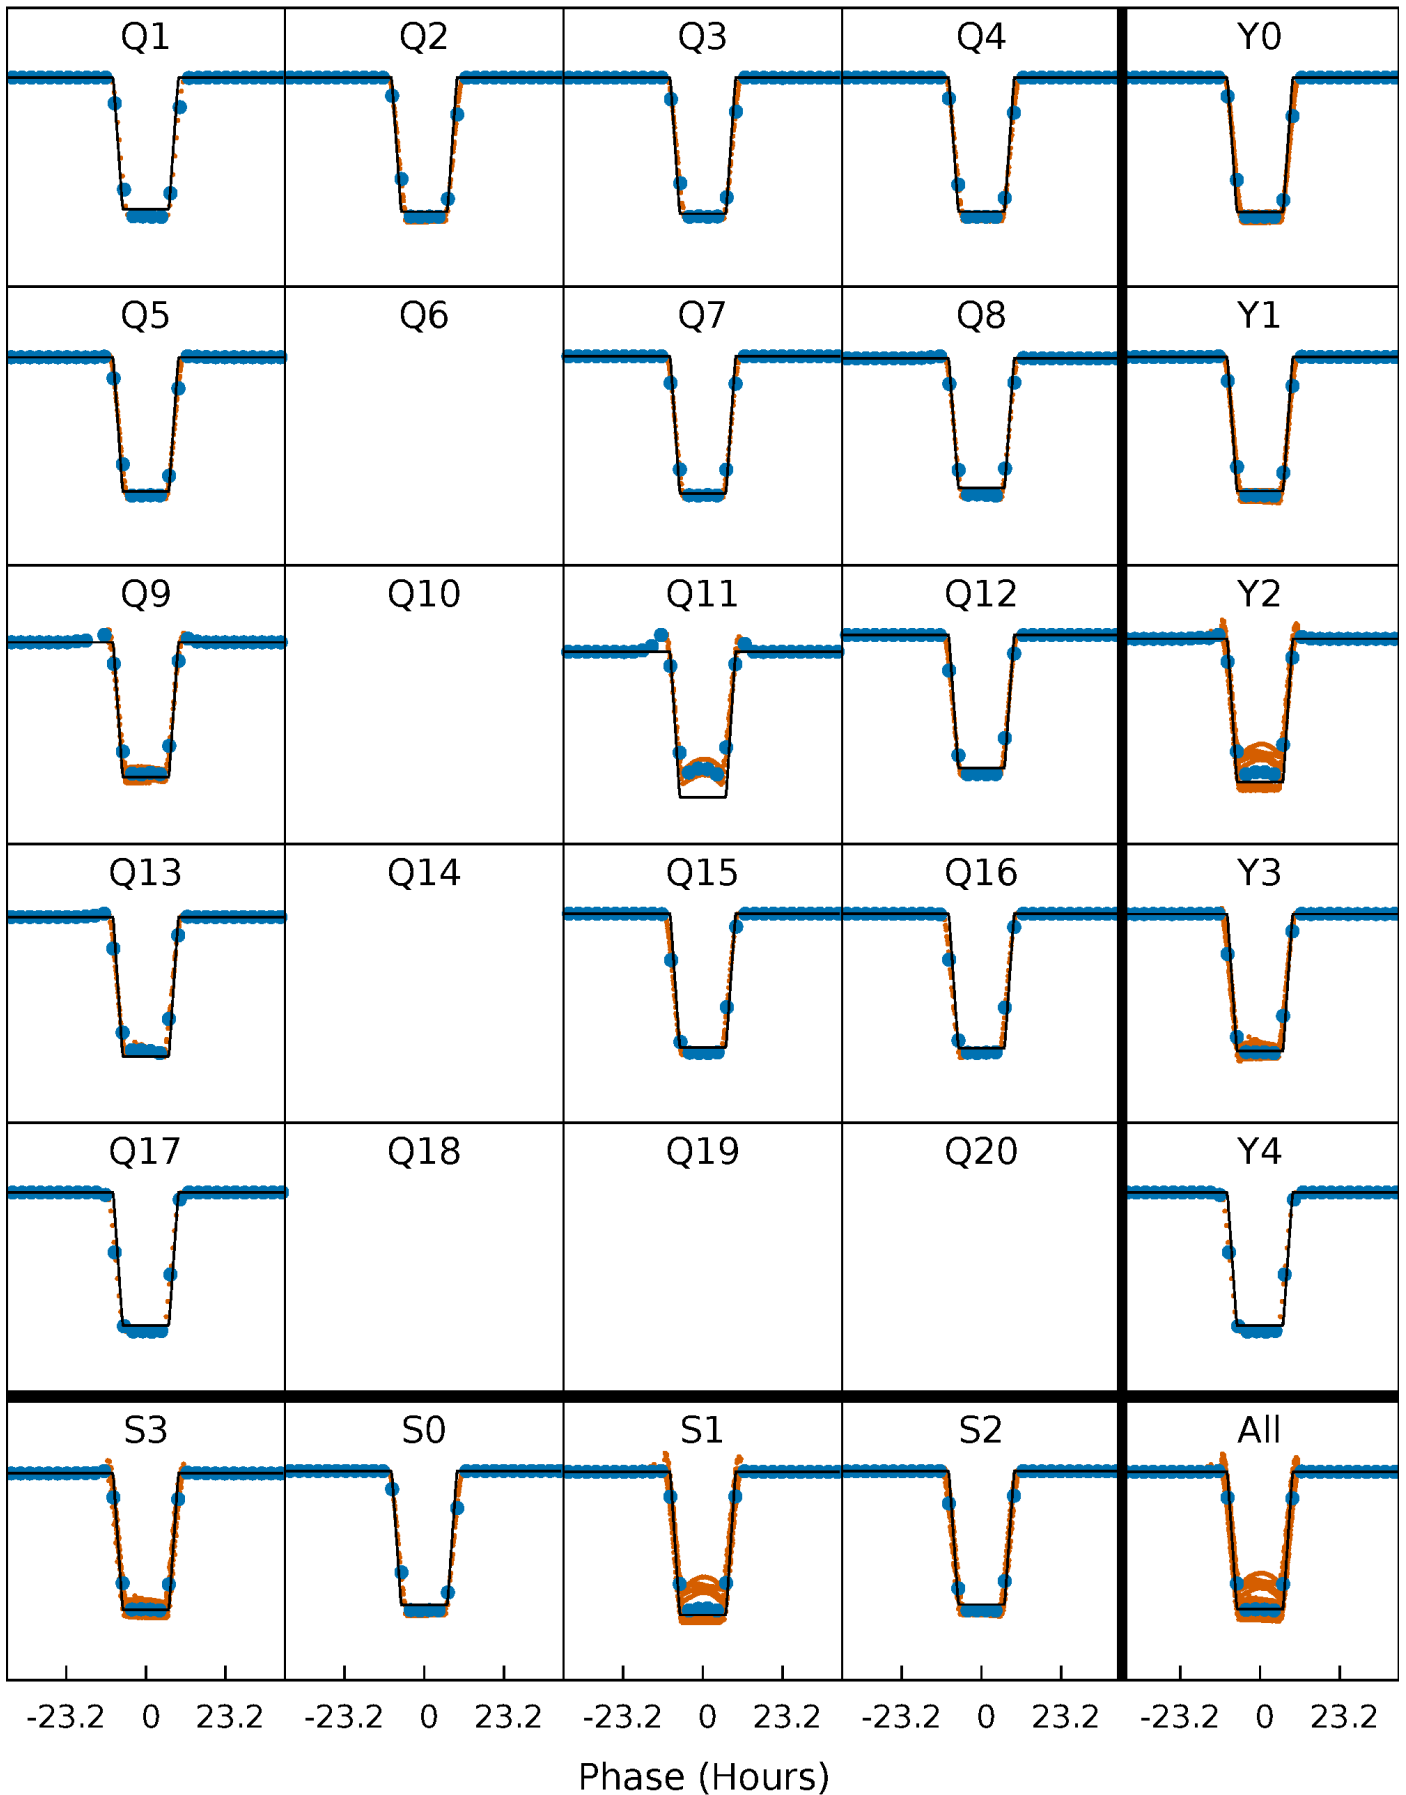 Q1 Q2 Q3 Q4 Y0
Q5 Q6 Q7 Q8 Y1
Q9 Q10 Q11 Q12 Y2
Q13 Q14 Q15 Q16 Y3
Q17 Q18 Q19 Q20 Y4
S3 S0 S1 S2 All
-23.2 0 23.2 -23.2 0 23.2 -23.2 0 23.2 -23.2 0 23.2 -23.2 0 23.2
Phase (Hours)